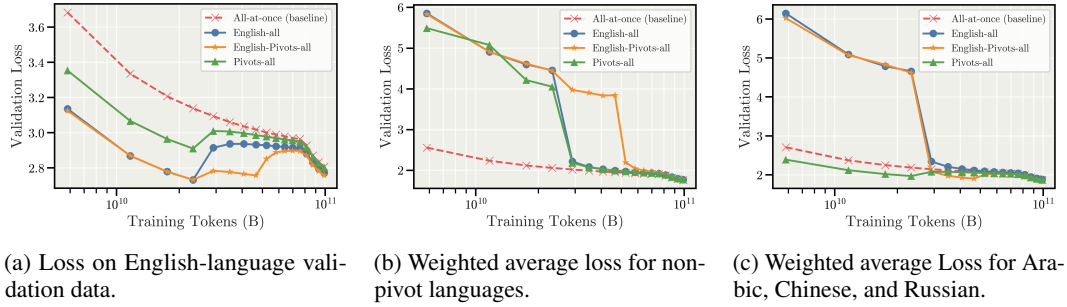 3.6
3.4
3.2
3.0
2.8
Validation Loss
All-at-once (baseline)
English-all
English-Pivots-all
Pivots-all
10^10
10^11
Training Tokens (B)
6
5
4
3
2
Validation Loss
All-at-once (baseline)
English-all
English-Pivots-all
Pivots-all
10^10
10^11
Training Tokens (B)
6
5
4
3
2
Validation Loss
All-at-once (baseline)
English-all
English-Pivots-all
Pivots-all
10^10
10^11
Training Tokens (B)
(a) Loss on English-language vali-
dation data.
(b) Weighted average loss for non-
pivot languages.
(c) Weighted average Loss for Ara-
bic, Chinese, and Russian.